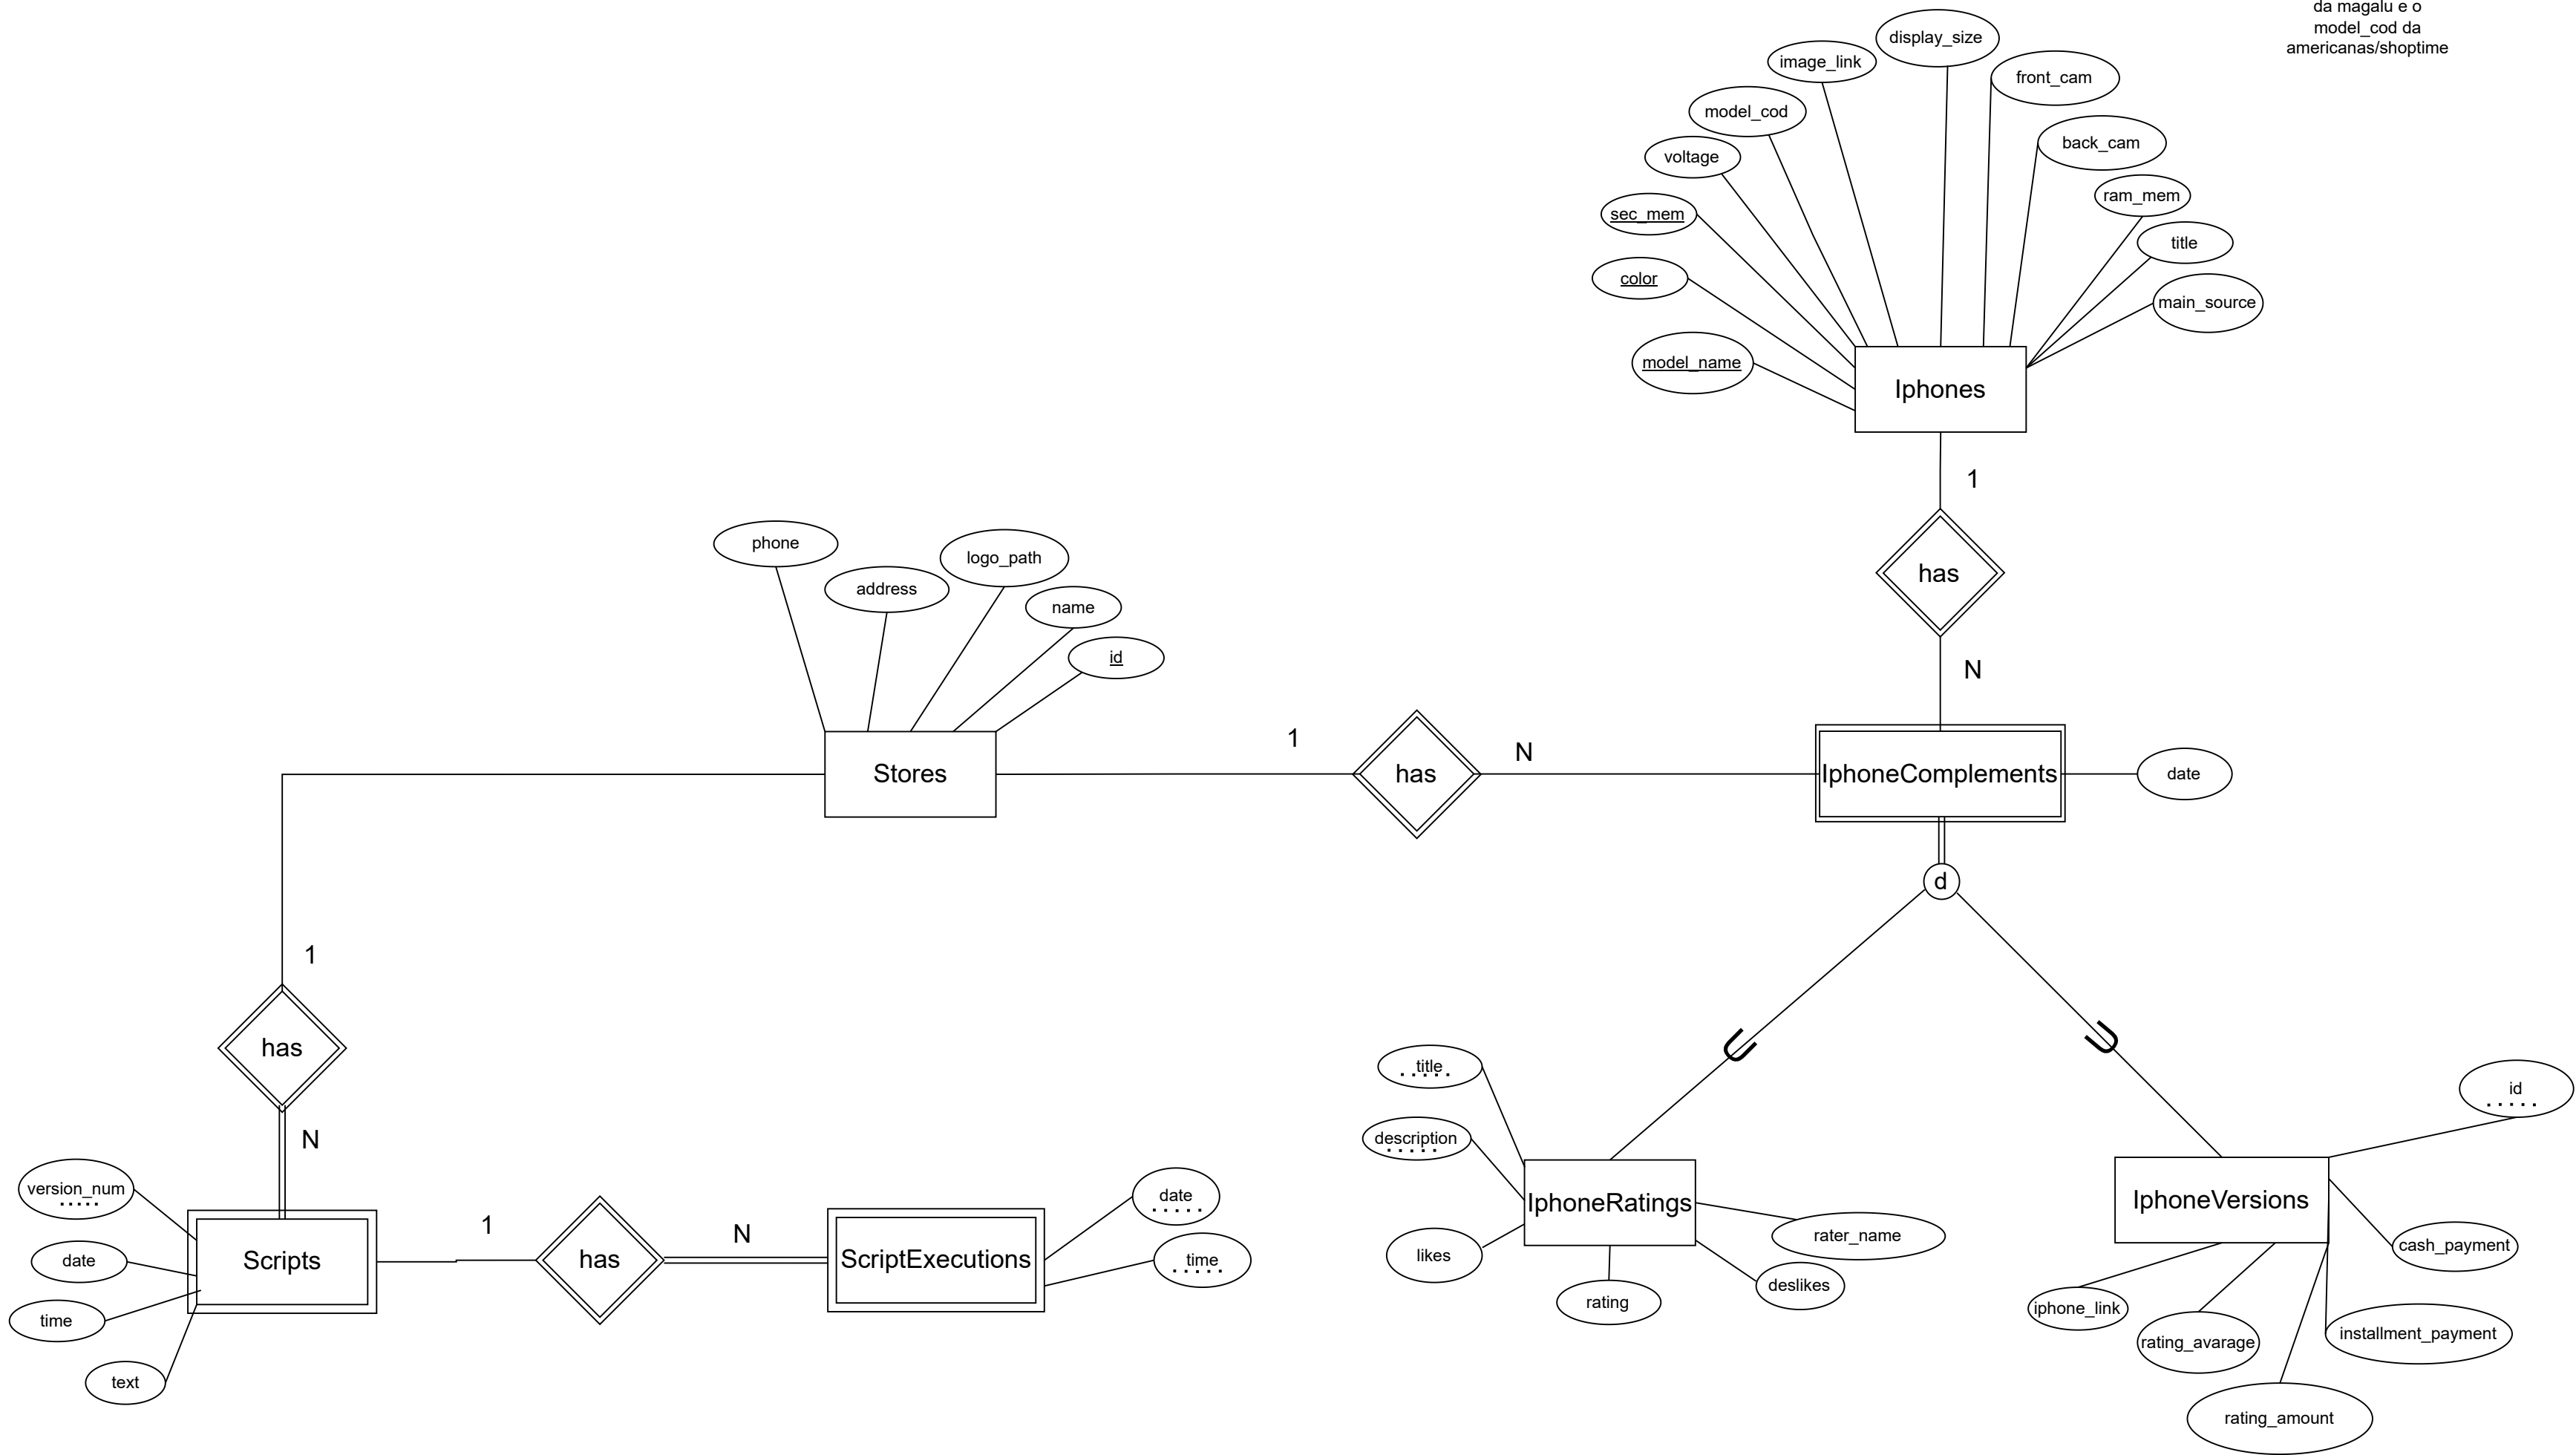 da magalu e o
model_cod da
americanas/shoptime
display_size
image_link
front_cam
model_cod
back_cam
voltage
ram_mem
sec_mem
title
color
main_source
model_name
Iphones
1
phone
logo_path
address
name
has
id
N
1
N
Stores
has
IphoneComplements
date
d
1
has
title
id
N
description
version_num
date
IphoneRatings
IphoneVersions
1
N
rater_name
cash_payment
date
Scripts
has
ScriptExecutions
time
likes
deslikes
rating
iphone_link
time
installment_payment
rating_avarage
text
rating_amount